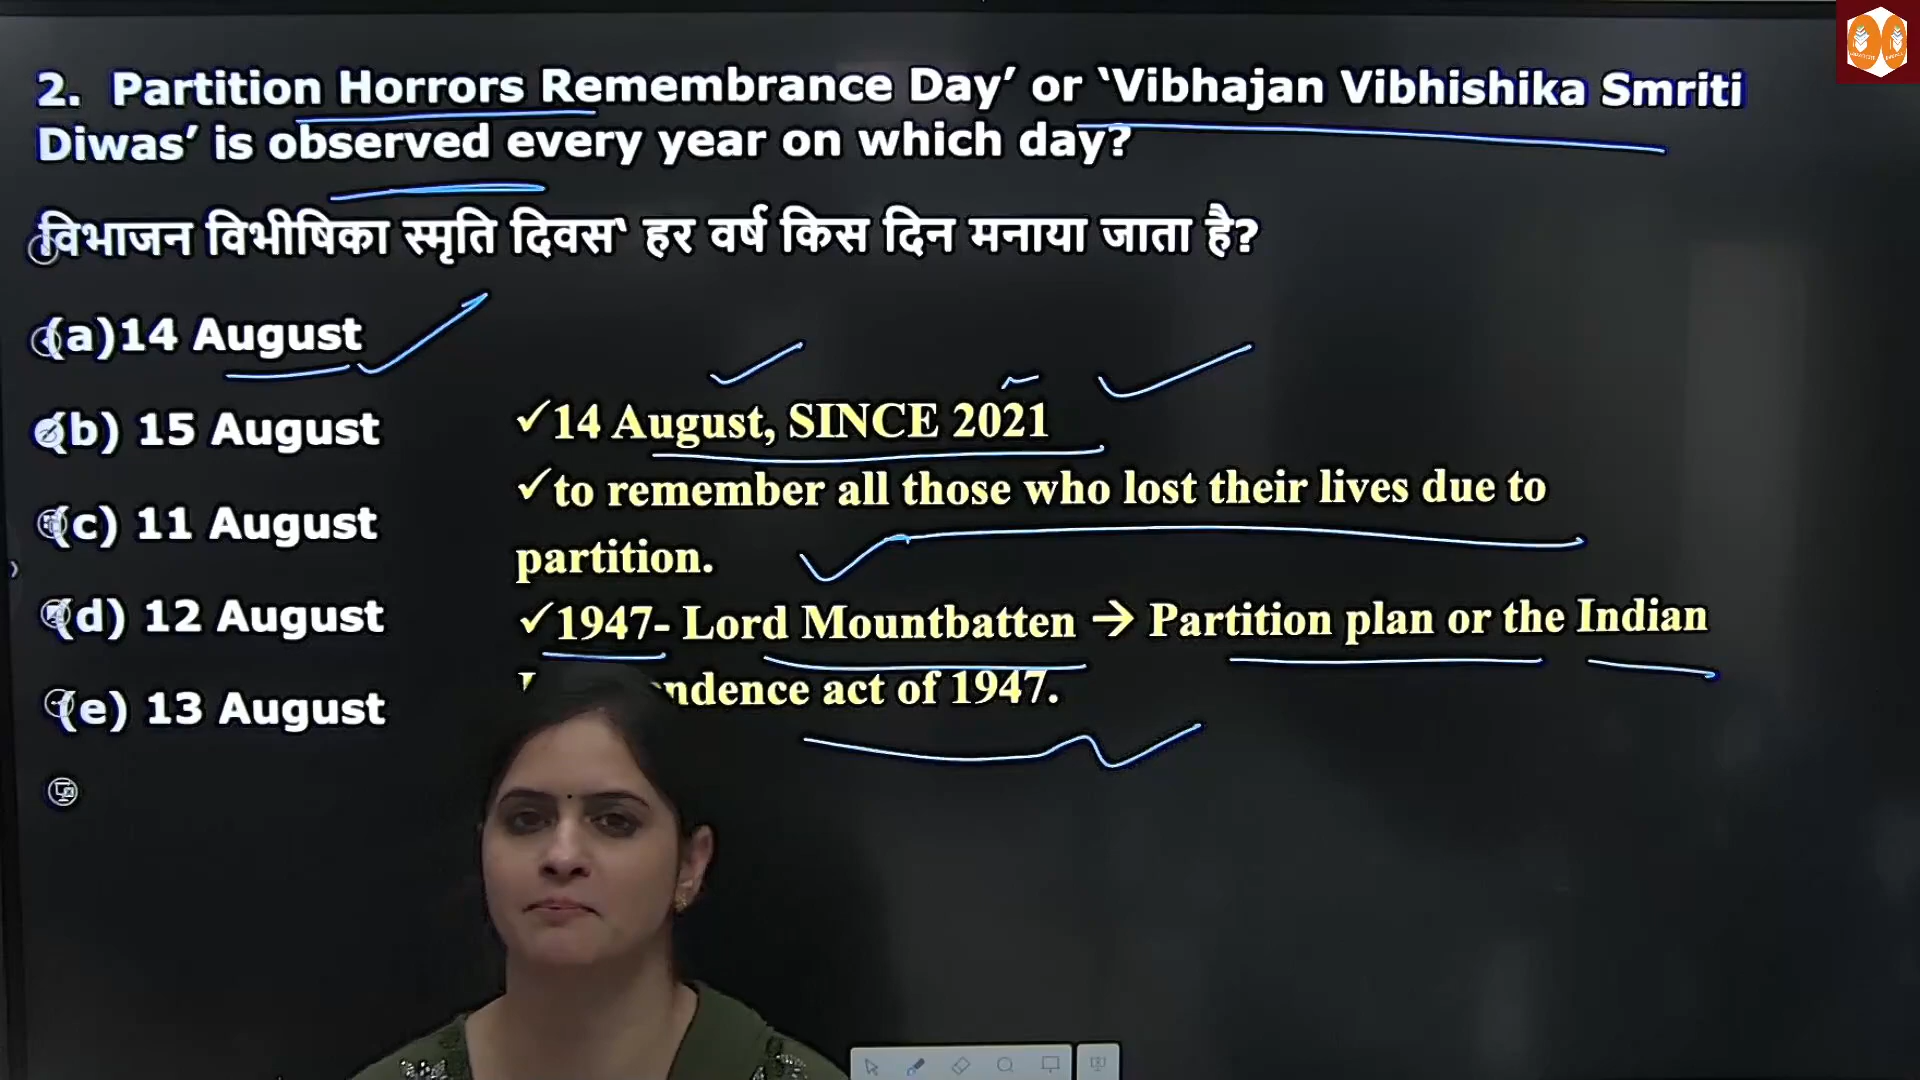 2. Partition Horrors Remembrance Day’ or ‘Vibhajan Vibhishika Smriti
Diwas’ is observed every year on which day?
विभाजन विभीषिका स्मृति दिवस‘ हर वर्ष किस दिन मनाया जाता है?
(a)14 August
(b) 15 August
(c) 11 August
(d) 12 August
(e) 13 August
✓14 August, SINCE 2021
✓to remember all those who lost their lives due to
partition.
✓1947- Lord Mountbatten → Partition plan or the Indian
act of 1947.